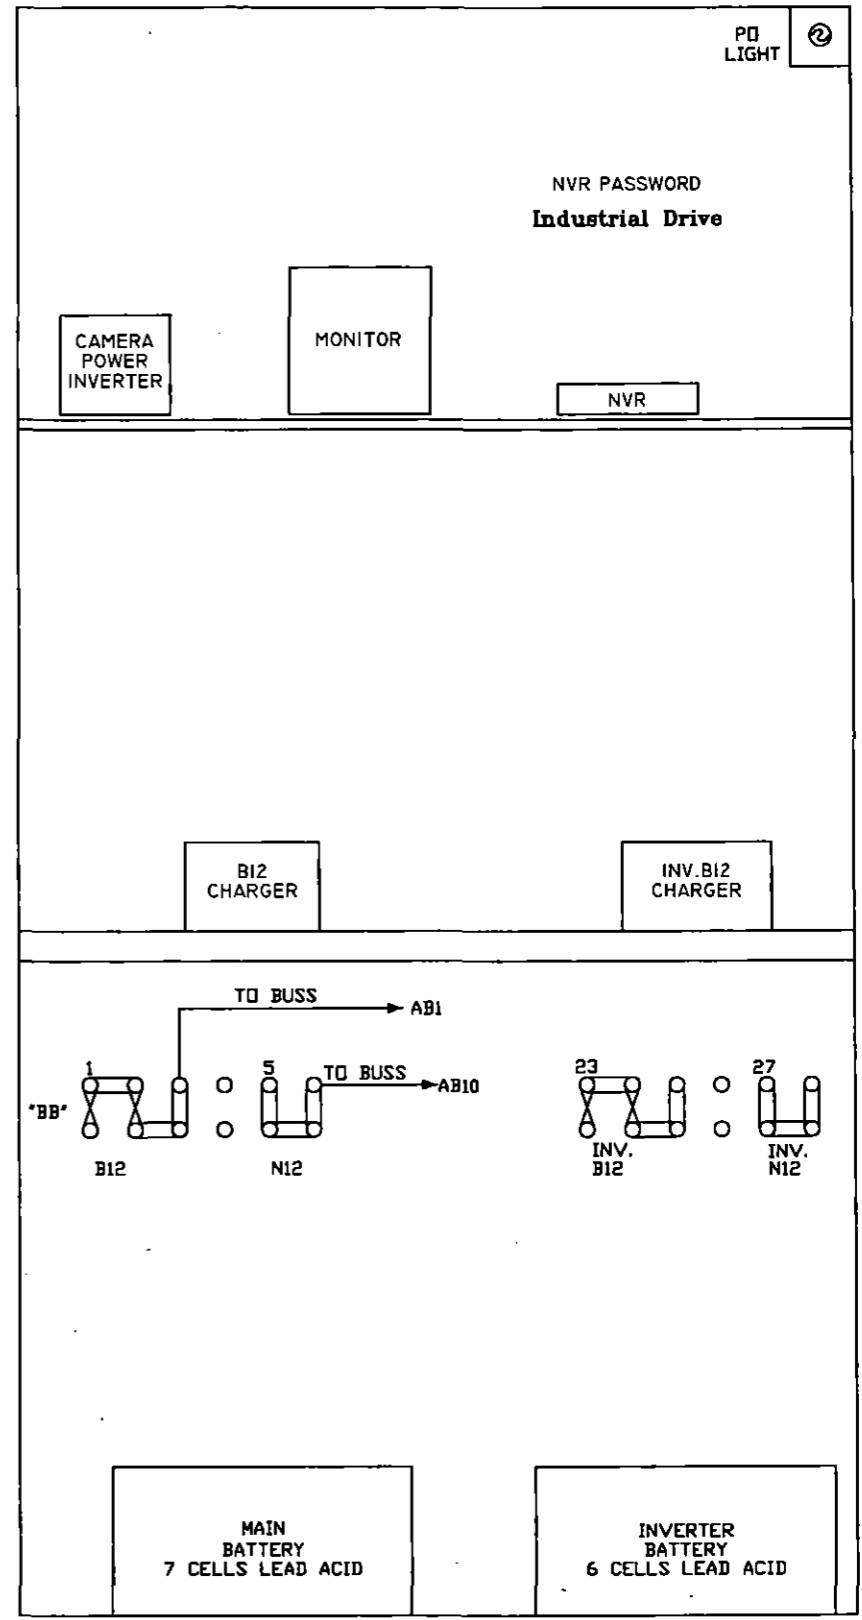 PO
LIGHT
NVR PASSWORD
Industrial Drive
CAMERA
POWER
INVERTER
MONITOR
NVR
B12
CHARGER
INV.B12
CHARGER
TO BUSS
AB1
1
5
TO BUSS
AB10
23
27
"BB"
B12
N12
INV.
B12
INV.
N12
MAIN
BATTERY
7 CELLS LEAD ACID
INVERTER
BATTERY
6 CELLS LEAD ACID